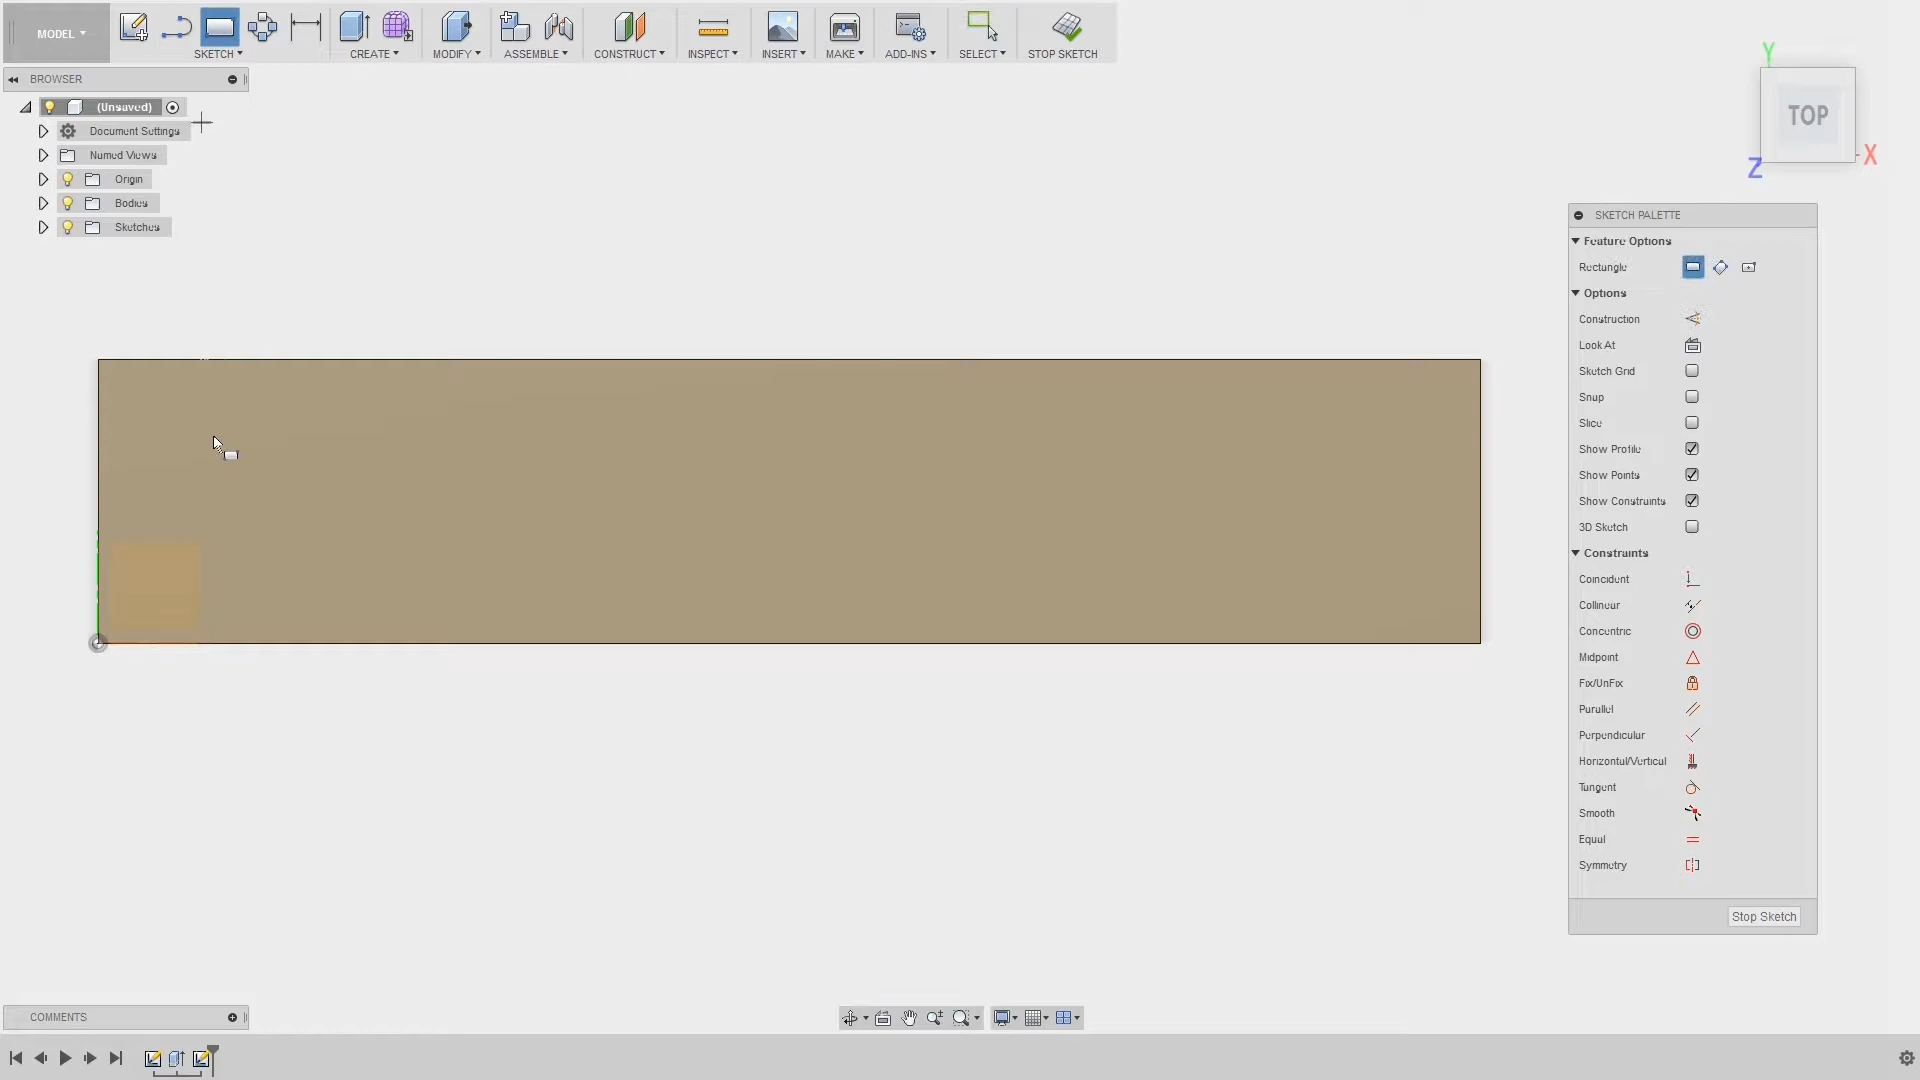 MODEL
SKETCH
CREATE
MODIFY
ASSEMBLE
CONSTRUCT
INSPECT
INSERT
MAKE
ADD-INS
SELECT
STOP SKETCH
BROWSER
(Unsaved)
Document Settings
Named Views
Origin
Bodies
Sketches
Y
TOP
X
Z
SKETCH PALETTE
Feature Options
Rectangle
Options
Construction
Look At
Sketch Grid
Snap
Slice
Show Profile
Show Points
Show Constraints
3D Sketch
Constraints
Coincident
Collinear
Concentric
Midpoint
Fix/UnFix
Parallel
Perpendicular
Horizontal/Vertical
Tangent
Smooth
Equal
Symmetry
Stop Sketch
COMMENTS